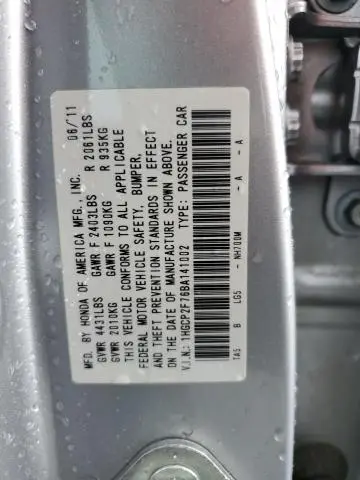 MFD. BY HONDA OF AMERICA MFG., INC. 06/11
GVWR 4431LBS GAWR F 2403LBS R 2061LBS
GVWR 2010KG GAWR F 1090KG R 935KG
THIS VEHICLE CONFORMS TO ALL APPLICABLE
FEDERAL MOTOR VEHICLE SAFETY, BUMPER,
AND THEFT PREVENTION STANDARDS IN EFFECT
ON THE DATE OF MANUFACTURE SHOWN ABOVE.
V.I.N.: 1HGCP2F76BA141002 TYPE: PASSENGER CAR
TA5 B LG5 - NH700M - A - A